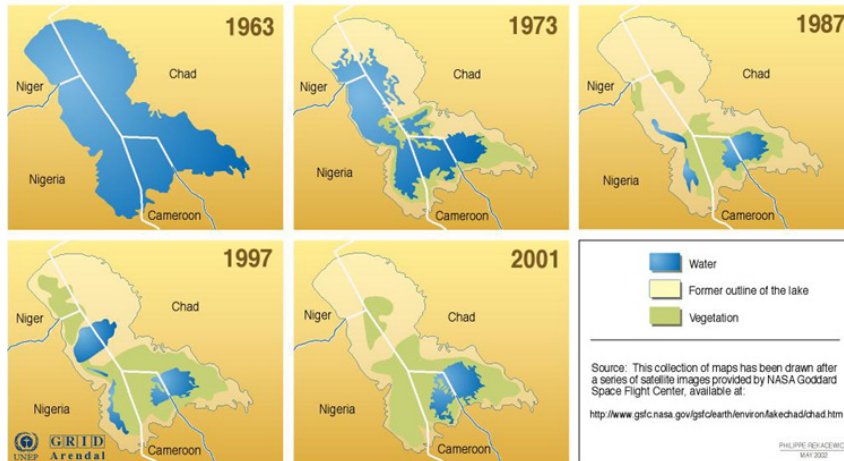 1963
Niger
Chad
Nigeria
Cameroon
1973
Niger
Chad
Nigeria
Cameroon
1987
Niger
Chad
Nigeria
Cameroon
1997
Niger
Chad
Nigeria
Cameroon
UNEP
GRID
Arendal
2001
Niger
Chad
Nigeria
Cameroon
Water
Former outline of the lake
Vegetation
Source: This collection of maps has been drawn after
a series of satellite images provided by NASA Goddard
Space Flight Center, available at:
http://www.gsfc.nasa.gov/gsfc/earth/environ/lakechad/chad.htm
PHILIPPE REKACEWICZ
MAY 2002